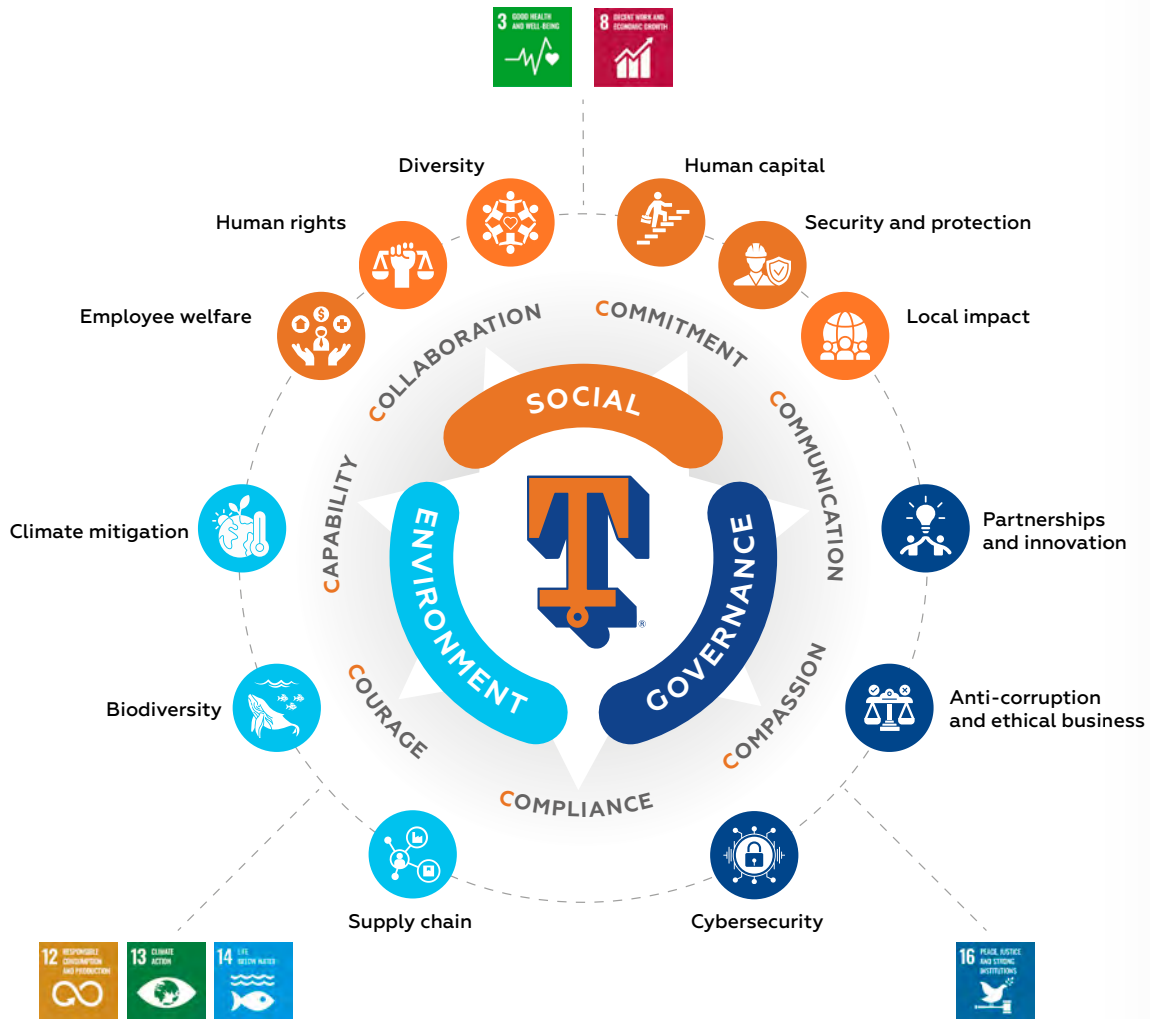 3 GOOD HEALTH
AND WELL-BEING
8 DECENT WORK AND
ECONOMIC GROWTH
Diversity
Human capital
Human rights
Security and protection
Employee welfare
Local impact
COLLABORATION
COMMITMENT
SOCIAL
CAPABILITY
COMMUNICATION
ENVIRONMENT
GOVERNANCE
T
®
Climate mitigation
Partnerships
and innovation
COURAGE
COMPASSION
Biodiversity
Anti-corruption
and ethical business
COMPLIANCE
Supply chain
Cybersecurity
12 RESPONSIBLE
CONSUMPTION
AND PRODUCTION
13 CLIMATE
ACTION
14 LIFE
BELOW WATER
16 PEACE, JUSTICE
AND STRONG
INSTITUTIONS